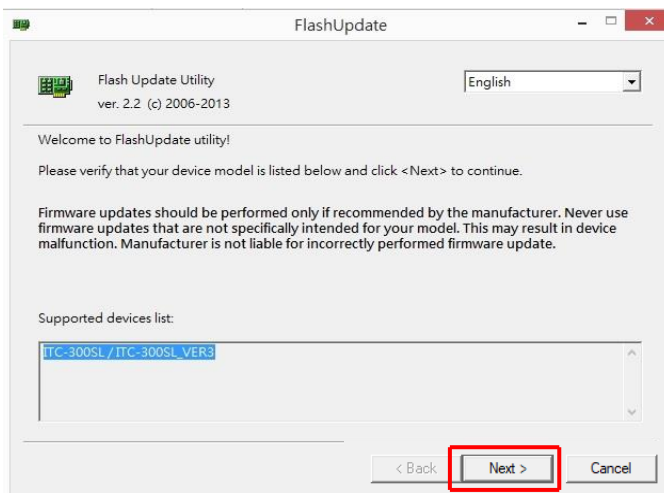 FlashUpdate
Flash Update Utility
English
ver. 2.2 (c) 2006-2013
Welcome to FlashUpdate utility!
Please verify that your device model is listed below and click <Next> to continue.
Firmware updates should be performed only if recommended by the manufacturer. Never use
firmware updates that are not specifically intended for your model. This may result in device
malfunction. Manufacturer is not liable for incorrectly performed firmware update.
Supported devices list:
ITC-300SL / ITC-300SL_VER3
< Back
Next >
Cancel